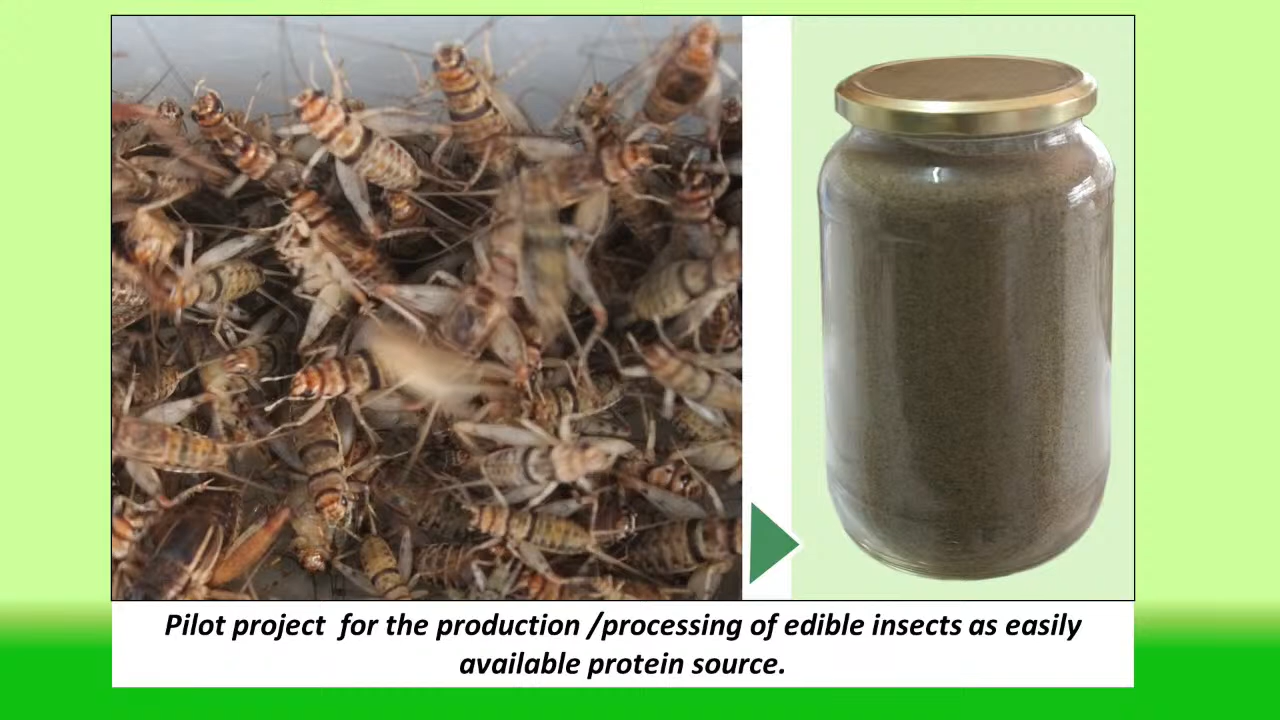 Pilot project  for the production /processing of edible insects as easily
available protein source.